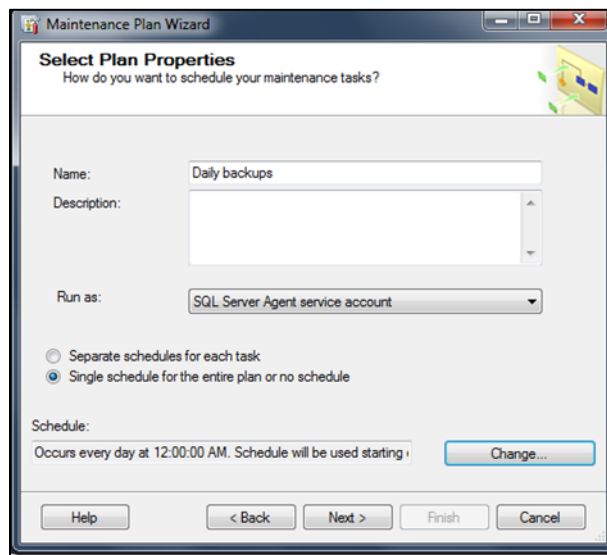 Maintenance Plan Wizard
Select Plan Properties
How do you want to schedule your maintenance tasks?
Name:
Daily backups
Description:
Run as:
SQL Server Agent service account
Separate schedules for each task
Single schedule for the entire plan or no schedule
Schedule:
Occurs every day at 12:00:00 AM. Schedule will be used starting
Change...
Help
< Back
Next >
Finish
Cancel